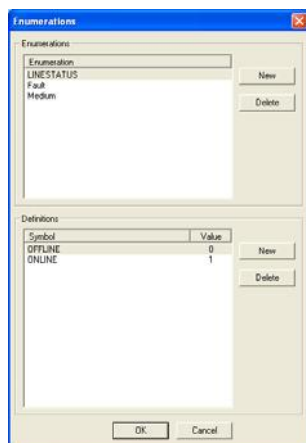 Enumerations
Enumerations
Enumeration
LINESTATUS
Fault
Medium
New
Delete
Definitions
Symbol Value
OFFLINE 0
ONLINE 1
New
Delete
OK Cancel